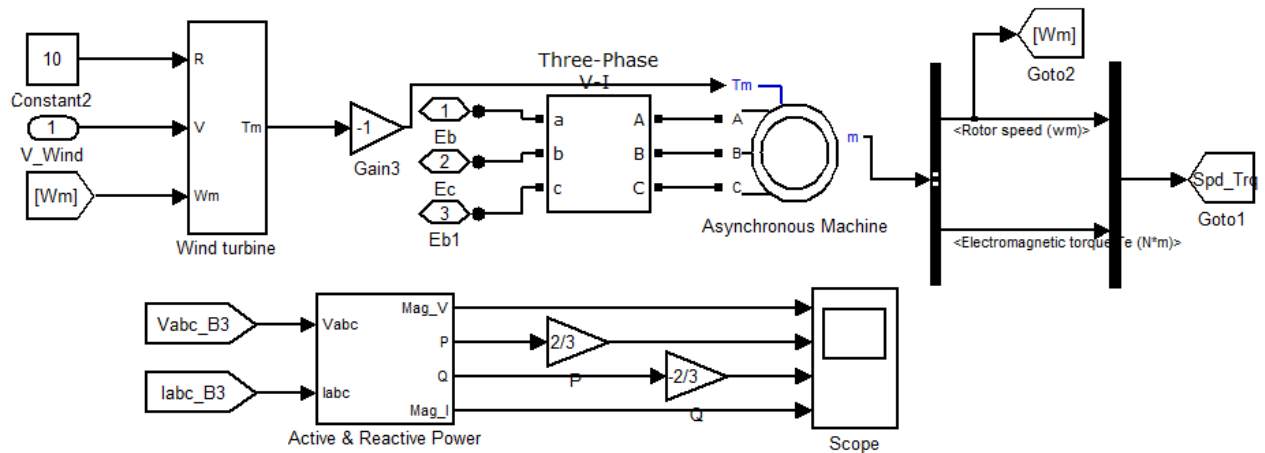 10
Constant2
1
V_Wind
[Wm]
R
V
Wm
Tm
Wind turbine
-1
Gain3
Three-Phase
V-I
1
Eb
2
Ec
3
Eb1
a
b
c
A
B
C
Tm
A
B
C
m
Asynchronous Machine
[Wm]
Goto2
<Rotor speed (wm)>
<Electromagnetic torque Te (N*m)>
Spd_Trq
Goto1
Vabc_B3
Iabc_B3
Vabc
Iabc
Mag_V
P
Q
Mag_I
Active & Reactive Power
2/3
P
-2/3
Q
Scope